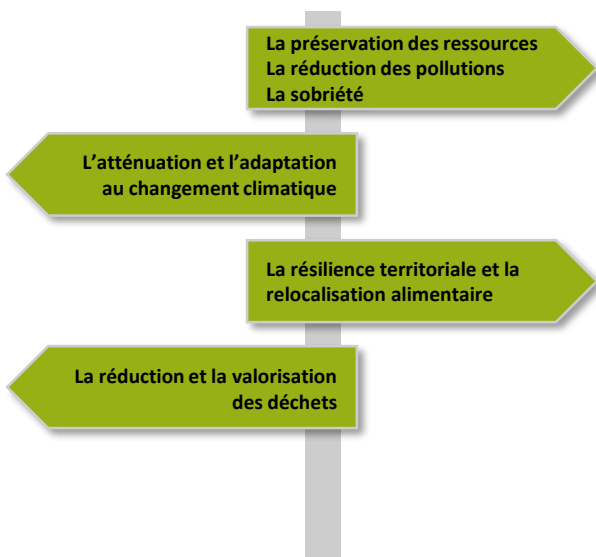 La préservation des ressources
La réduction des pollutions
La sobriété
L’atténuation et l’adaptation
au changement climatique
La résilience territoriale et la
relocalisation alimentaire
La réduction et la valorisation
des déchets